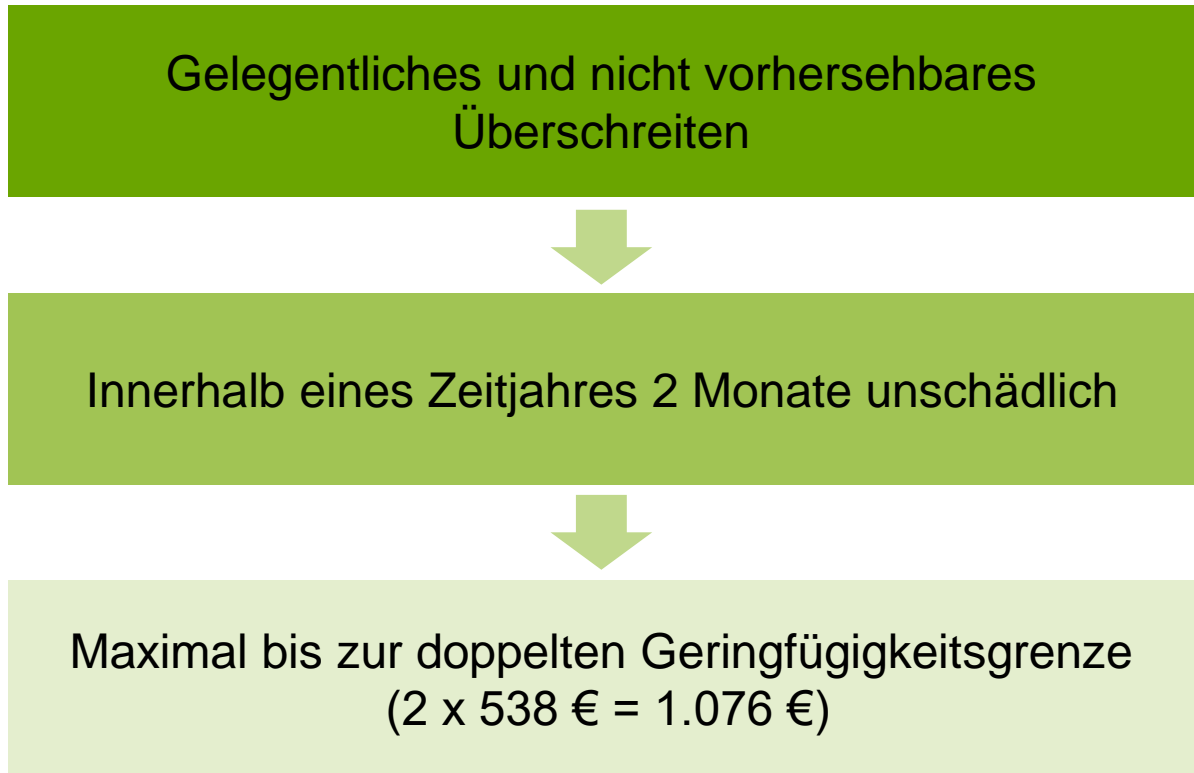 Gelegentliches und nicht vorhersehbares
Überschreiten
Innerhalb eines Zeitjahres 2 Monate unschädlich
Maximal bis zur doppelten Geringfügigkeitsgrenze
(2 x 538 € = 1.076 €)